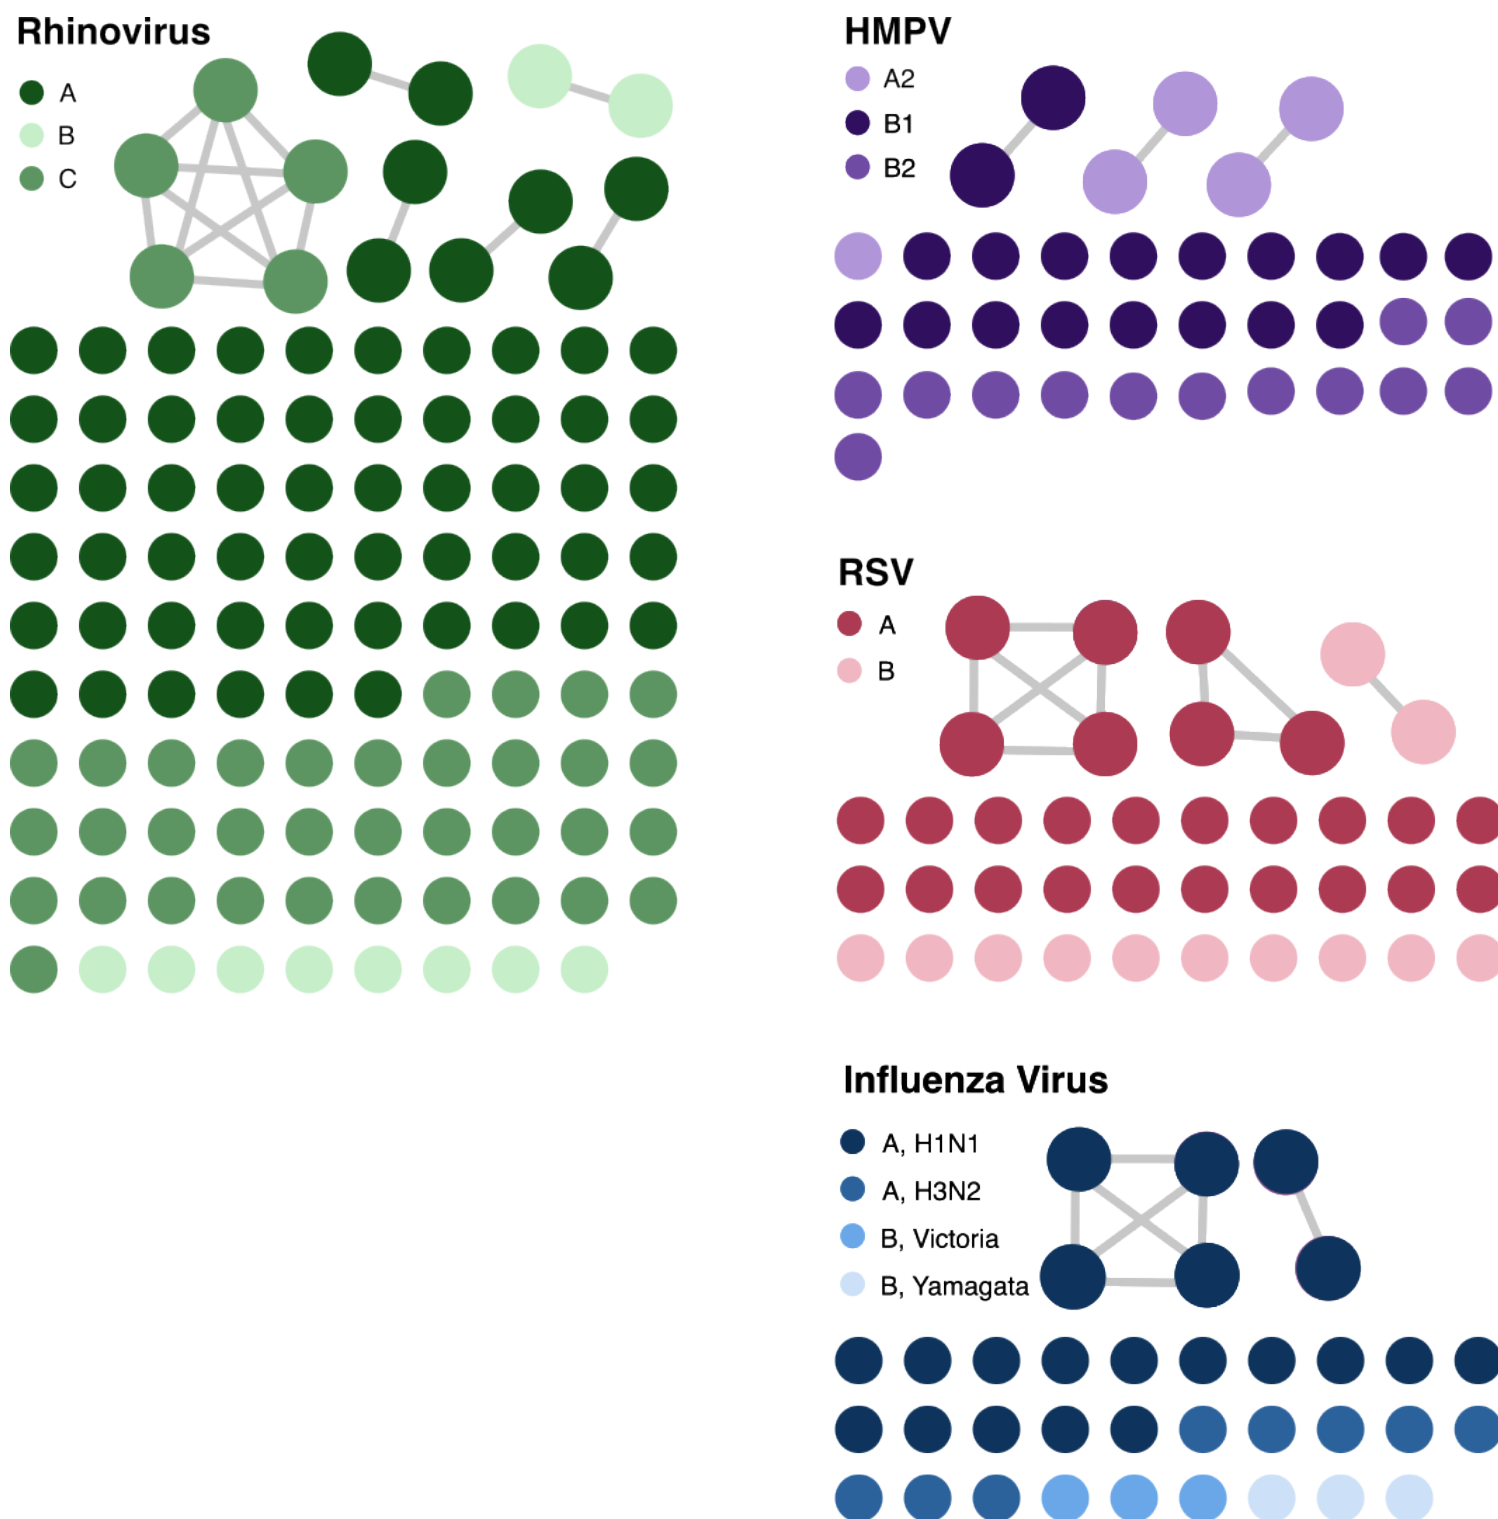 Rhinovirus
A
B
C
HMPV
A2
B1
B2
RSV
A
B
Influenza Virus
A, H1N1
A, H3N2
B, Victoria
B, Yamagata